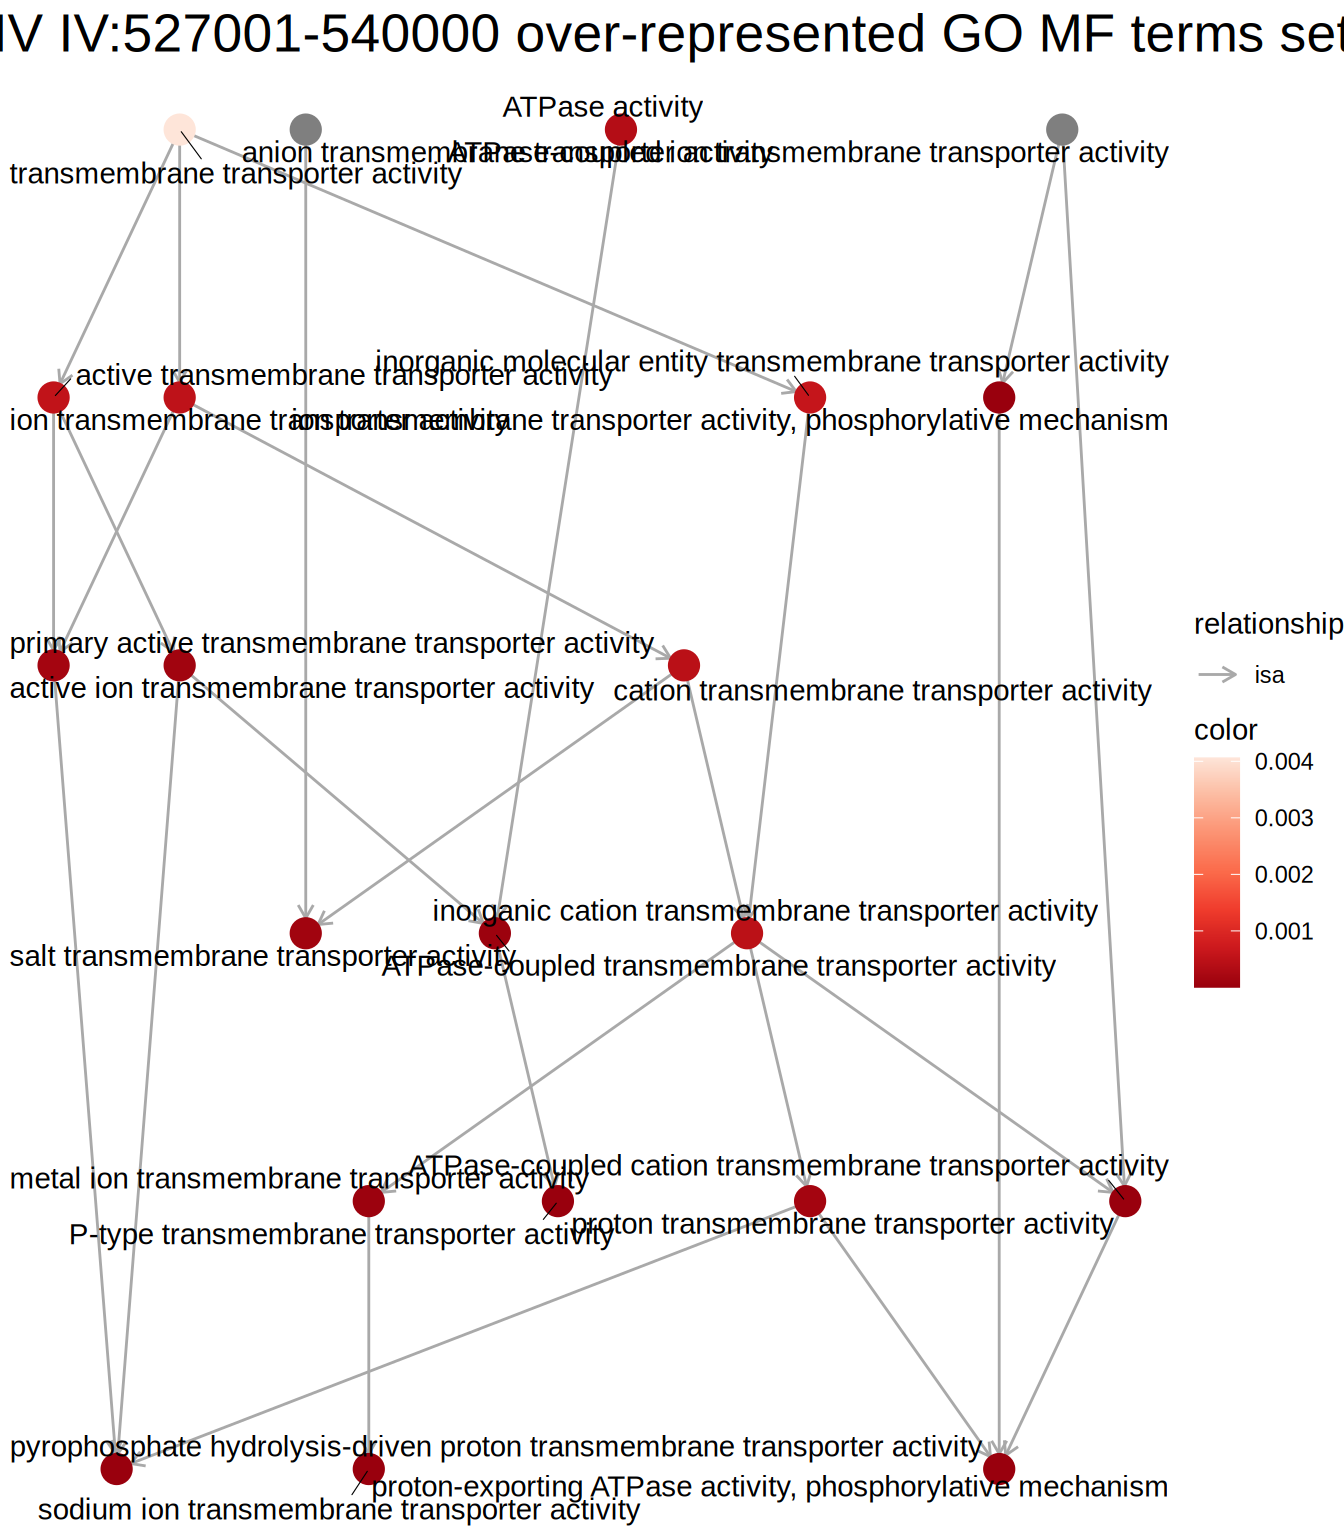 IV IV:527001-540000 over-represented GO MF terms set
ATPase activity
anion transmembrane transporter activity
ATPase-coupled ion transmembrane transporter activity
transmembrane transporter activity
inorganic molecular entity transmembrane transporter activity
active transmembrane transporter activity
ion transmembrane transporter activity
ion transmembrane transporter activity, phosphorylative mechanism
primary active transmembrane transporter activity
active ion transmembrane transporter activity
cation transmembrane transporter activity
relationship
isa
color
0.004
0.003
0.002
0.001
inorganic cation transmembrane transporter activity
salt transmembrane transporter activity
ATPase-coupled transmembrane transporter activity
ATPase-coupled cation transmembrane transporter activity
metal ion transmembrane transporter activity
proton transmembrane transporter activity
P-type transmembrane transporter activity
pyrophosphate hydrolysis-driven proton transmembrane transporter activity
proton-exporting ATPase activity, phosphorylative mechanism
sodium ion transmembrane transporter activity